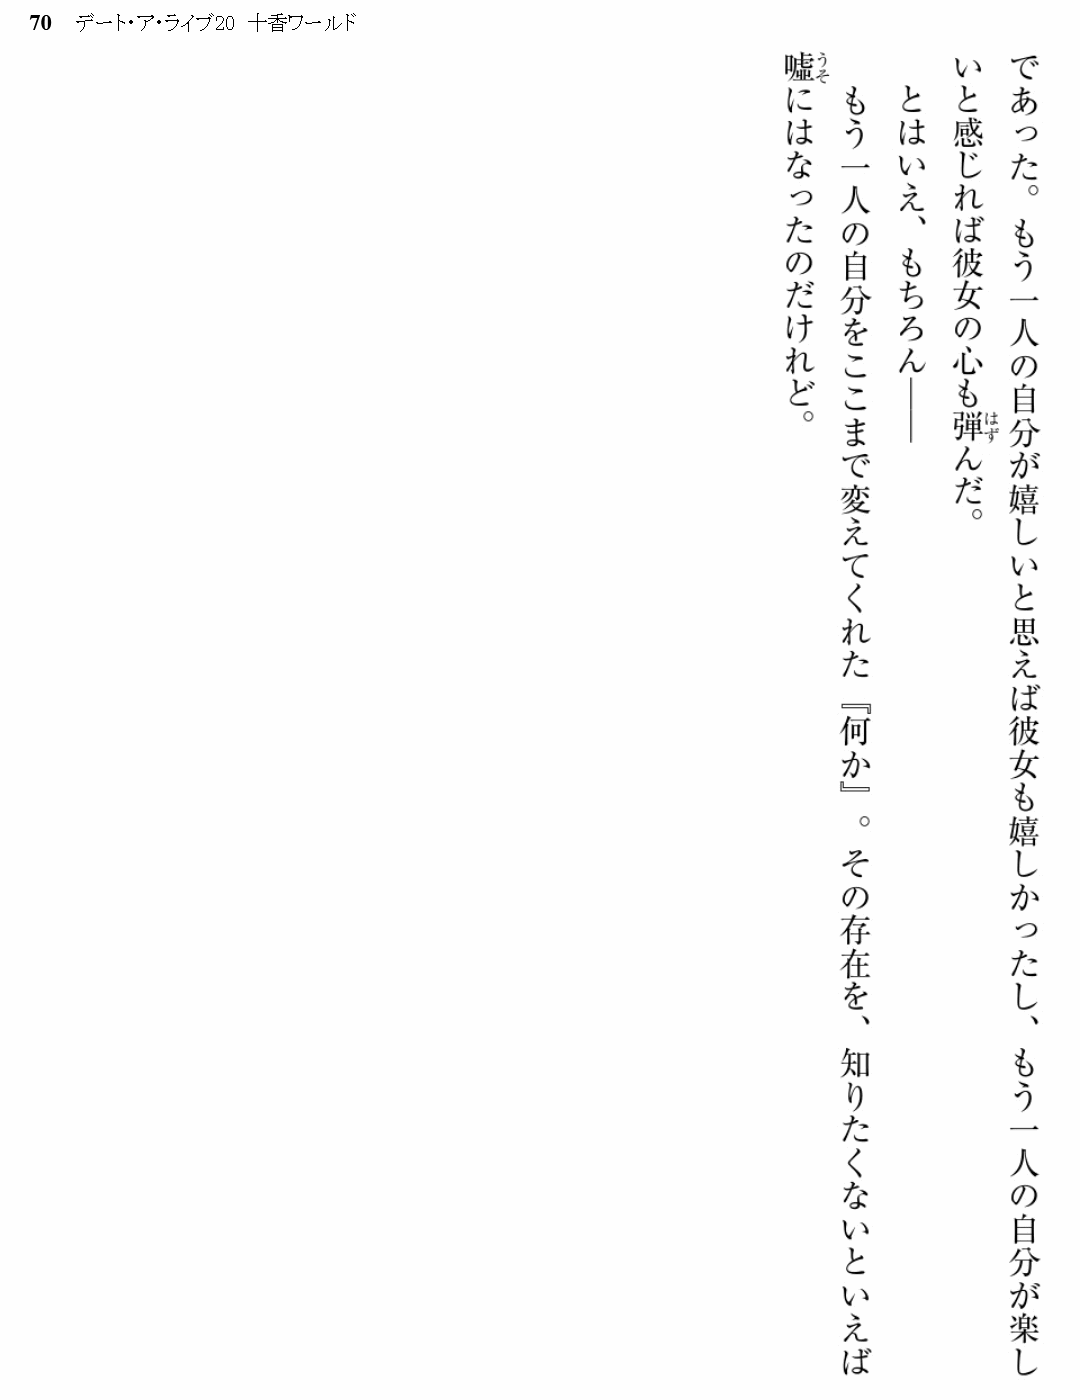 70 デート・ア・ライブ20 十香ワールド
であった。もう一人の自分が嬉しいと思えば彼女も嬉しかったし、もう一人の自分が楽し
いと感じれば彼女の心も弾んだ。
はず
とはいえ、もちろん――
もう一人の自分をここまで変えてくれた『何か』。その存在を、知りたくないといえば
嘘にはなったのだけれど。
うそ